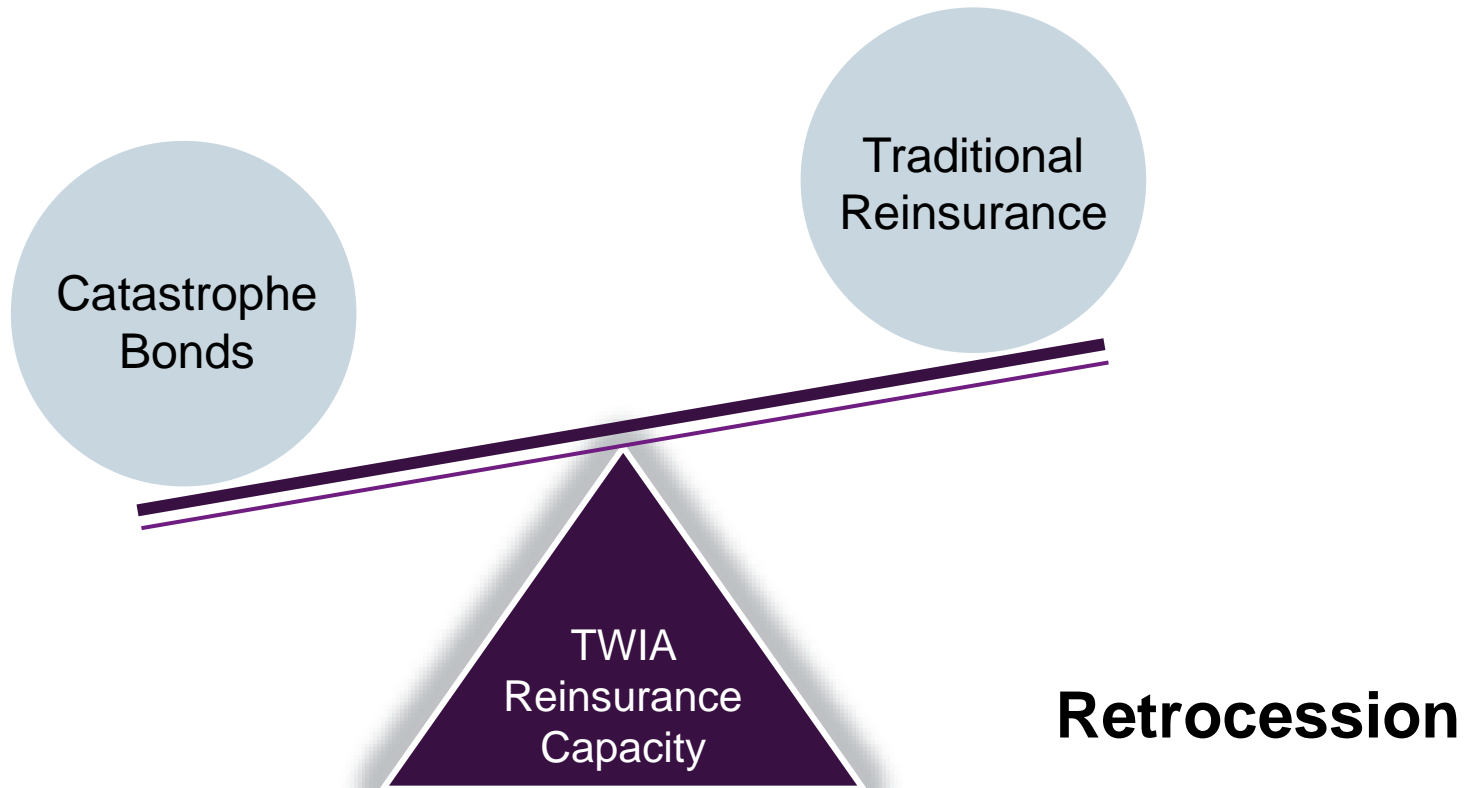 Traditional
Reinsurance
Catastrophe
Bonds
TWIA
Reinsurance
Capacity
Retrocession